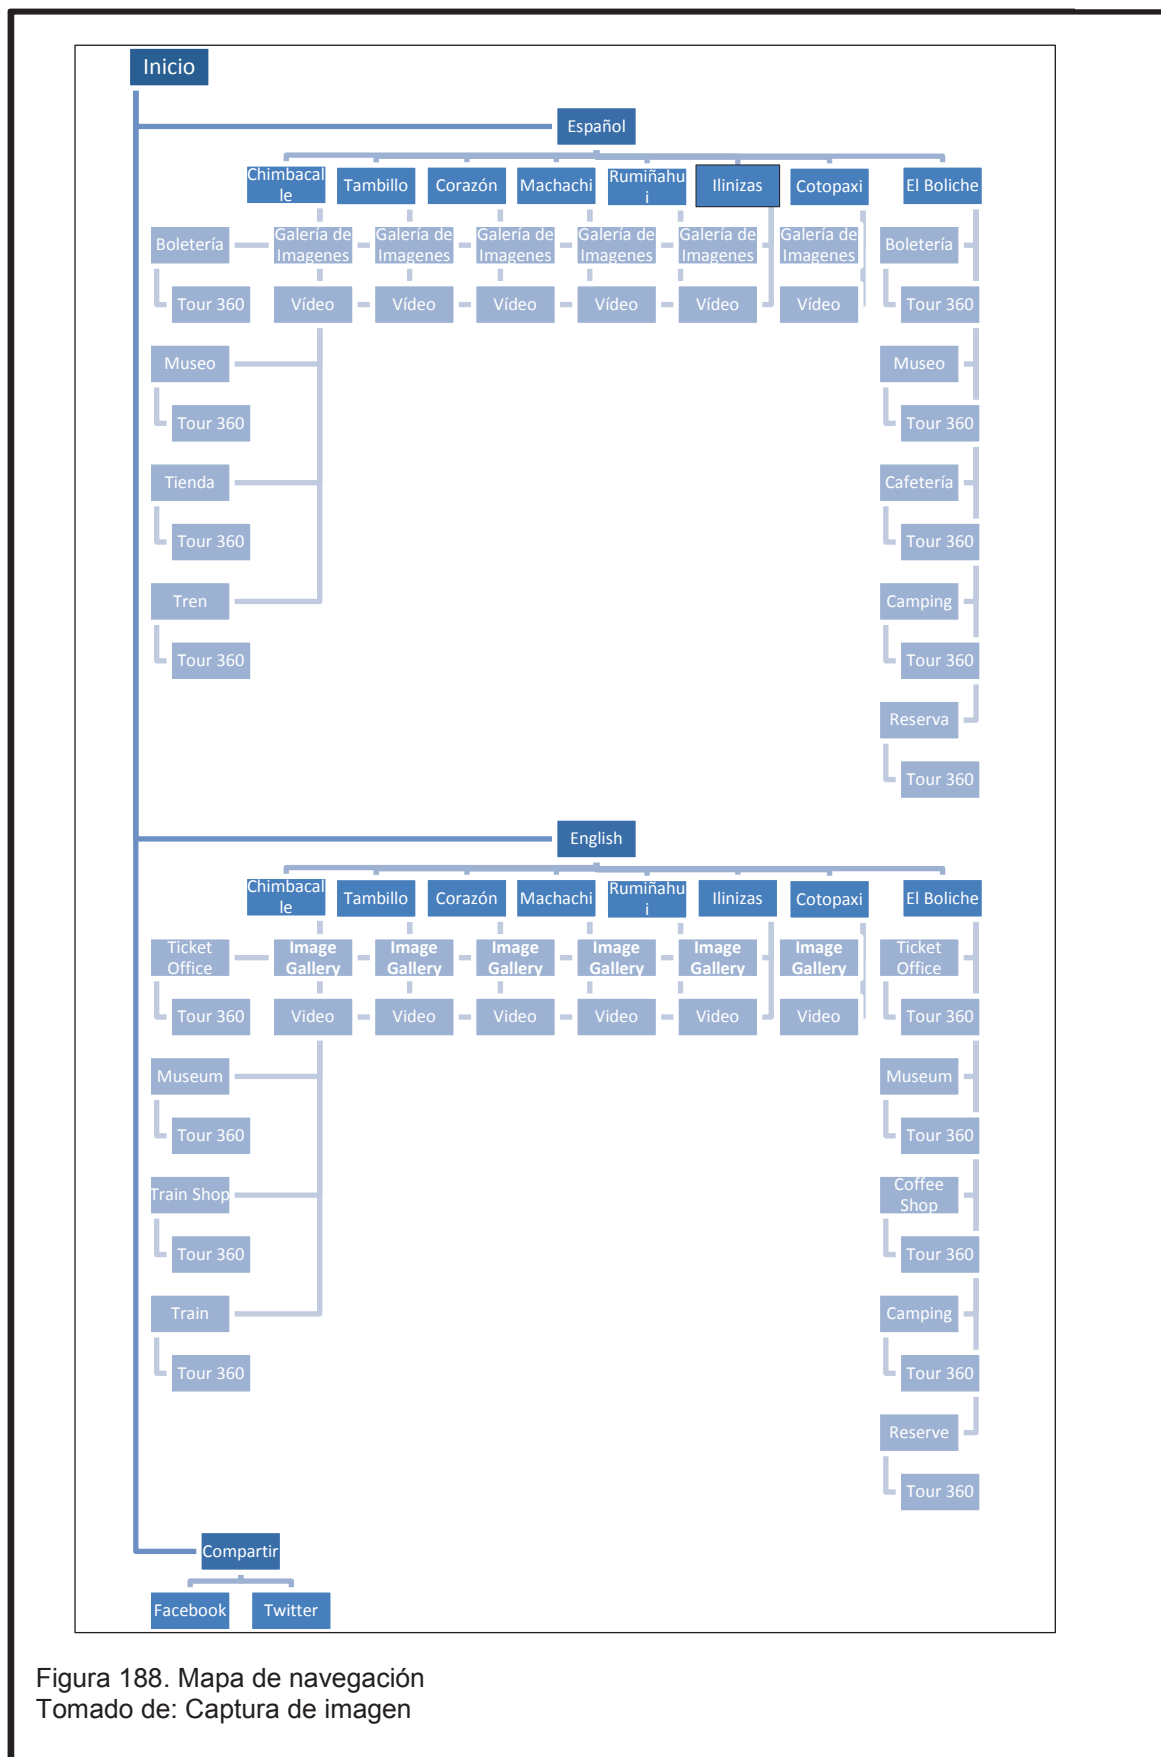 Inicio
Español
Chimbacal
le
Tambillo
Corazón
Machachi
Rumiñahu
i
Ilinizas
Cotopaxi
El Boliche
Boletería
Galería de
Imagenes
Galería de
Imagenes
Galería de
Imagenes
Galería de
Imagenes
Galería de
Imagenes
Galería de
Imagenes
Boletería
Tour 360
Vídeo
Vídeo
Vídeo
Vídeo
Vídeo
Vídeo
Tour 360
Museo
Museo
Tour 360
Tour 360
Tienda
Cafetería
Tour 360
Tour 360
Tren
Camping
Tour 360
Tour 360
Reserva
Tour 360
English
Chimbacal
le
Tambillo
Corazón
Machachi
Rumiñahu
i
Ilinizas
Cotopaxi
El Boliche
Ticket
Office
Image
Gallery
Image
Gallery
Image
Gallery
Image
Gallery
Image
Gallery
Image
Gallery
Ticket
Office
Tour 360
Video
Video
Video
Video
Video
Video
Tour 360
Museum
Museum
Tour 360
Tour 360
Train Shop
Coffee
Shop
Tour 360
Tour 360
Train
Camping
Tour 360
Tour 360
Reserve
Tour 360
Compartir
Facebook
Twitter
Figura 188. Mapa de navegación
Tomado de: Captura de imagen